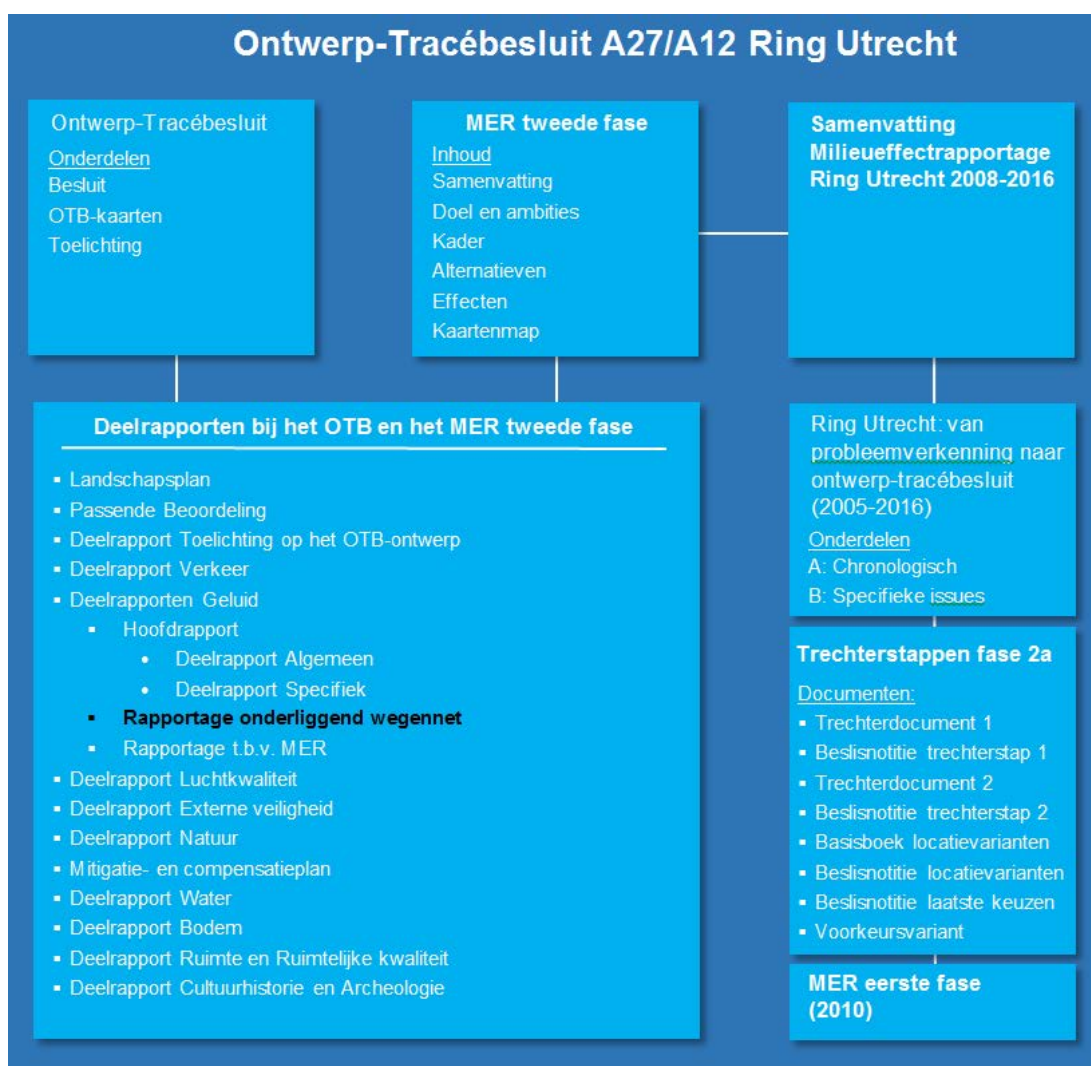 Ontwerp-Tracébesluit A27/A12 Ring Utrecht
Ontwerp-Tracébesluit
Onderdelen
Besluit
OTB-kaarten
Toelichting
MER tweede fase
Inhoud
Samenvatting
Doel en ambities
Kader
Alternatieven
Effecten
Kaartenmap
Samenvatting
Milieueffectrapportage
Ring Utrecht 2008-2016
Deelrapporten bij het OTB en het MER tweede fase
▪ Landschapsplan
▪ Passende Beoordeling
▪ Deelrapport Toelichting op het OTB-ontwerp
▪ Deelrapport Verkeer
▪ Deelrapporten Geluid
▪ Hoofdrapport
• Deelrapport Algemeen
• Deelrapport Specifiek
▪ Rapportage onderliggend wegennet
▪ Rapportage t.b.v. MER
▪ Deelrapport Luchtkwaliteit
▪ Deelrapport Externe veiligheid
▪ Deelrapport Natuur
▪ Mitigatie- en compensatieplan
▪ Deelrapport Water
▪ Deelrapport Bodem
▪ Deelrapport Ruimte en Ruimtelijke kwaliteit
▪ Deelrapport Cultuurhistorie en Archeologie
Ring Utrecht: van
probleemverkenning naar
ontwerp-tracébesluit
(2005-2016)
Onderdelen
A: Chronologisch
B: Specifieke issues
Trechterstappen fase 2a
Documenten:
▪ Trechterdocument 1
▪ Beslisnotitie trechterstap 1
▪ Trechterdocument 2
▪ Beslisnotitie trechterstap 2
▪ Basisboek locatievarianten
▪ Beslisnotitie locatievarianten
▪ Beslisnotitie laatste keuzen
▪ Voorkeursvariant
MER eerste fase
(2010)